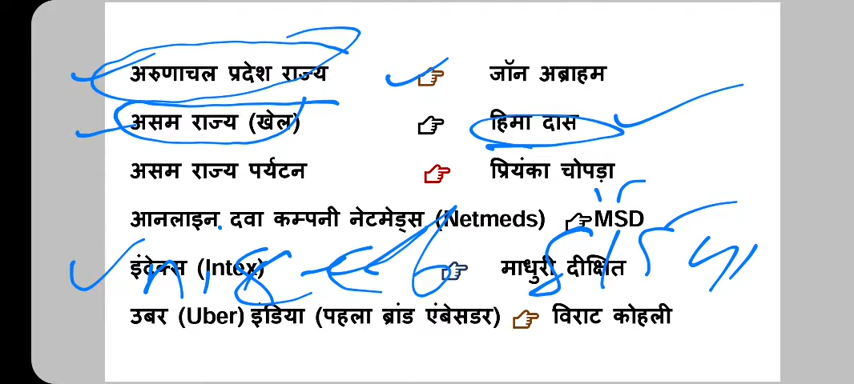 अरुणाचल प्रदेश राज्य 👉 जॉन अब्राहम
असम राज्य (खेल) 👉 हिमा दास
असम राज्य पर्यटन 👉 प्रियंका चोपड़ा
आनलाइन दवा कम्पनी नेटमेड्स (Netmeds) 👉 MSD
इंटेक्स (Intex) 👉 माधुरी दीक्षित
उबर (Uber) इंडिया (पहला ब्रांड एंबेसडर) 👉 विराट कोहली